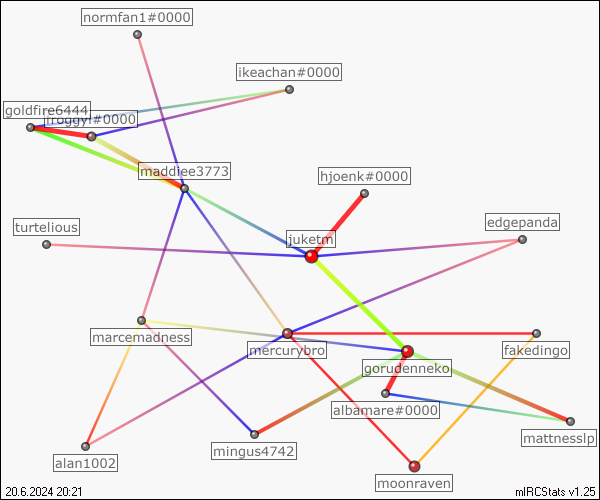 normfan1#0000
ikeachan#0000
goldfire6444
froggyf#0000
maddiee3773
hjoenk#0000
edgepanda
turtelious
juketm
marcemadness
mercurybro
fakedingo
gorudenneko
albamare#0000
mattnesslp
mingus4742
alan1002
moonraven
20.6.2024 20:21
mIRCStats v1.25